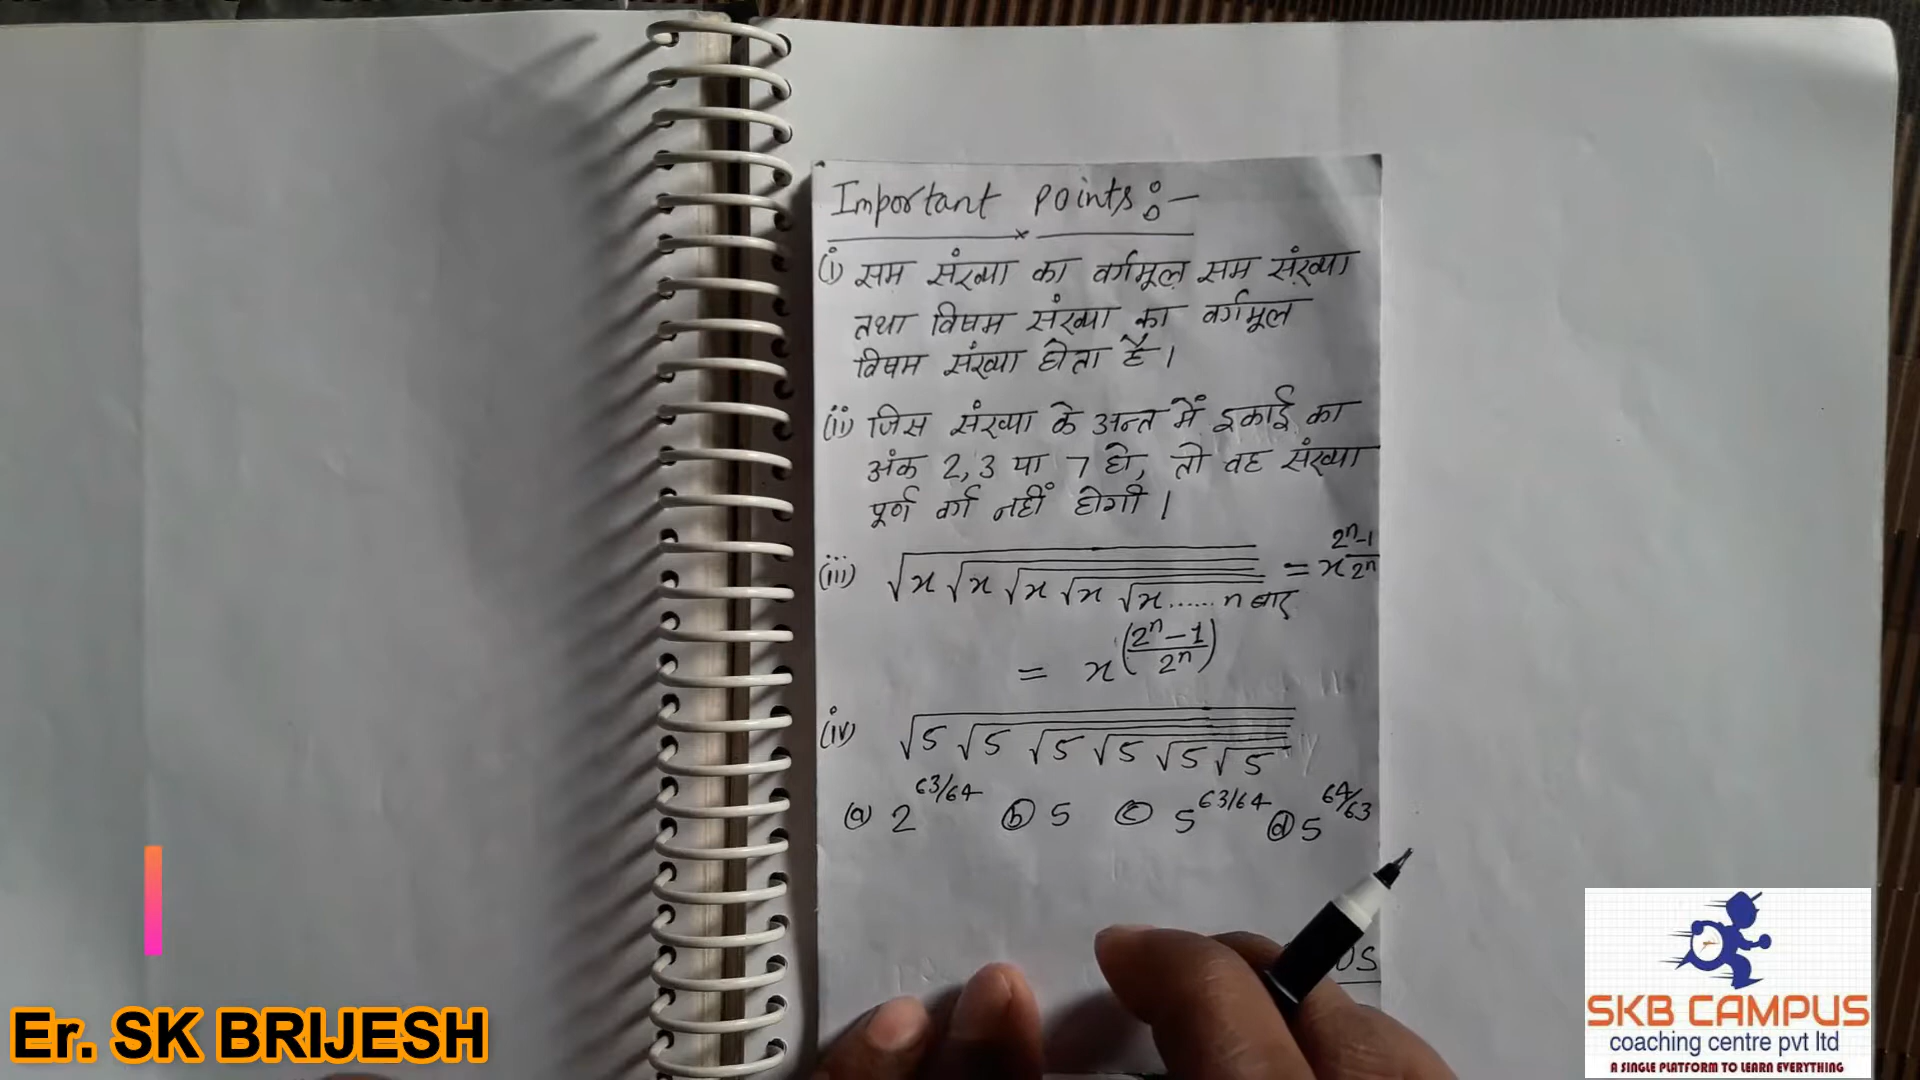 Important points:-
(i) सम संख्या का वर्गमूल सम संख्या
तथा विषम संख्या का वर्गमूल
विषम संख्या होता है।
(ii) जिस संख्या के अन्त में इकाई का
अंक 2, 3 या 7 हो, तो वह संख्या
पूर्ण वर्ग नहीं होगी।
(iii) √x√x√x√x√x...... n बार = x^(2^n-1)/2^n
= x^((2^n - 1)/2^n)
(iv) √5√5√5√5√5√5
(a) 2^63/64 (b) 5 (c) 5^63/64 (d) 5^64/63
Er. SK BRIJESH
SKB CAMPUS
coaching centre pvt ltd
A SINGLE PLATFORM TO LEARN EVERYTHING